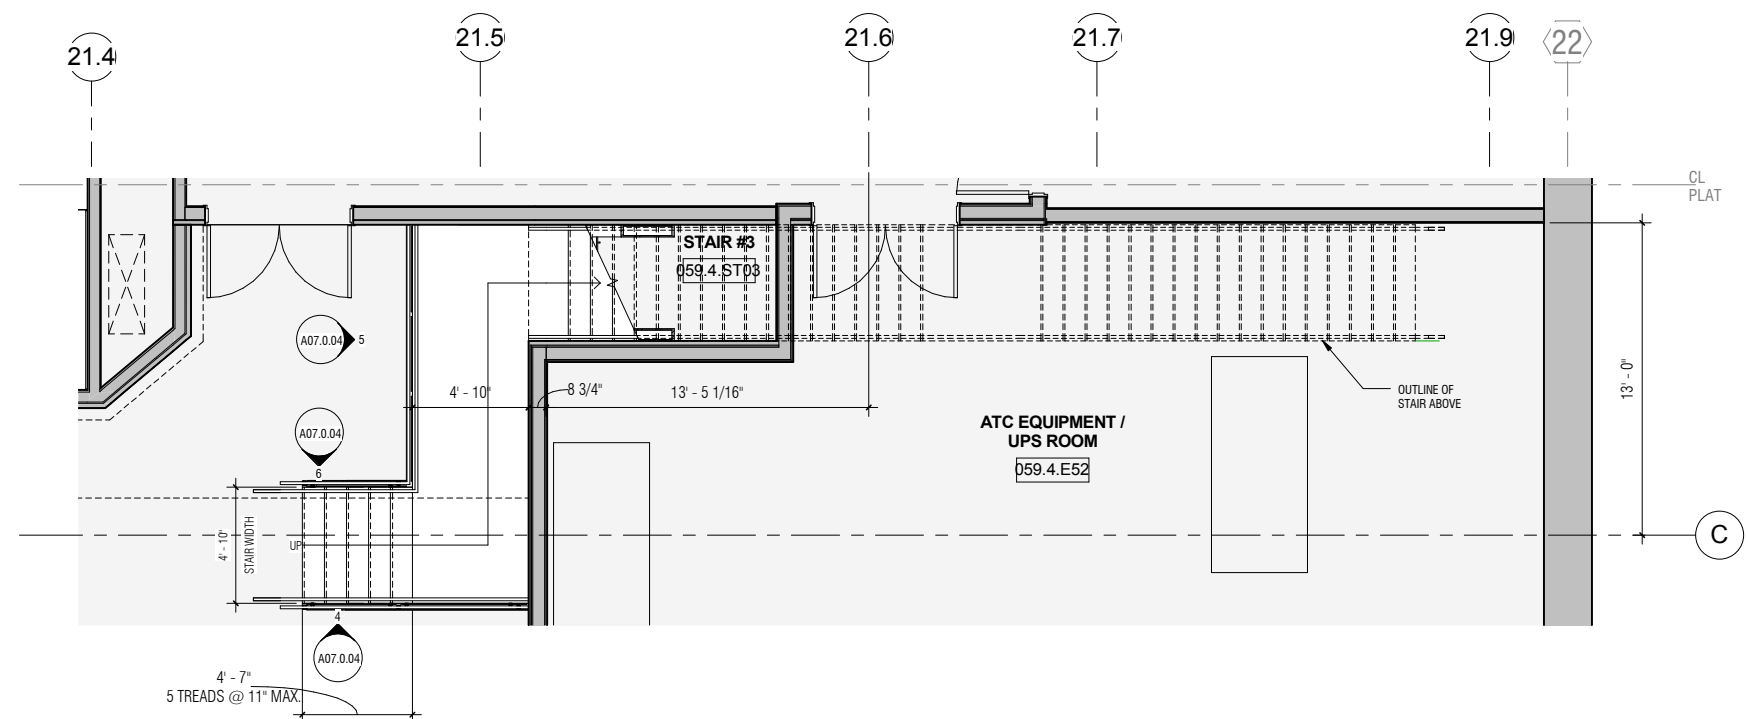 21.4
21.5
21.6
21.7
21.9
22
CL
PLAT
STAIR #3
059.4.ST03
A07.0.04
5
4' - 10"
8 3/4"
13' - 5 1/16"
OUTLINE OF
STAIR ABOVE
13' - 0"
ATC EQUIPMENT /
UPS ROOM
059.4.E52
A07.0.04
6
4' - 10"
STAIR WIDTH
UP
C
4
A07.0.04
4' - 7"
5 TREADS @ 11" MAX.